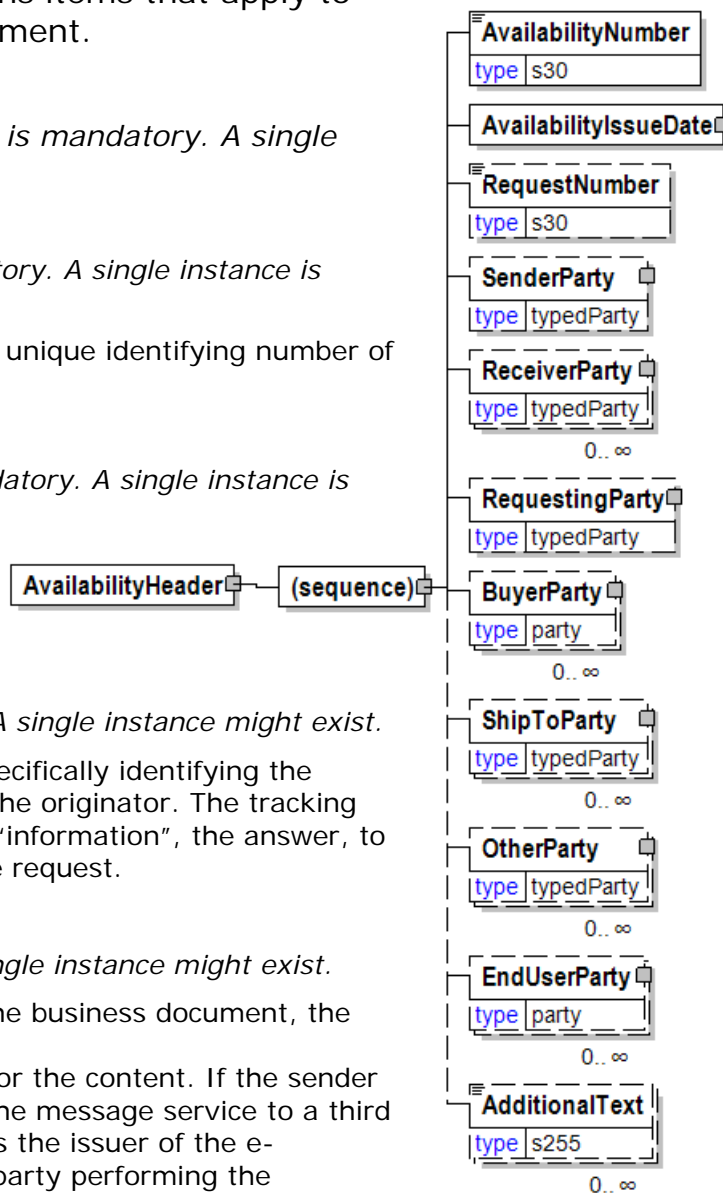 ns items that apply to
ment.
is mandatory. A single
tory. A single instance is
unique identifying number of
datory. A single instance is
A single instance might exist.
ecifically identifying the
he originator. The tracking
"information", the answer, to
e request.
ngle instance might exist.
he business document, the
or the content. If the sender
he message service to a third
s the issuer of the e-
party performing the
AvailabilityHeader
(sequence)
AvailabilityNumber
type s30
AvailabilityIssueDate
RequestNumber
type s30
SenderParty
type typedParty
ReceiverParty
type typedParty
0.. ∞
RequestingParty
type typedParty
BuyerParty
type party
0.. ∞
ShipToParty
type typedParty
0.. ∞
OtherParty
type typedParty
0.. ∞
EndUserParty
type party
0.. ∞
AdditionalText
type s255
0.. ∞